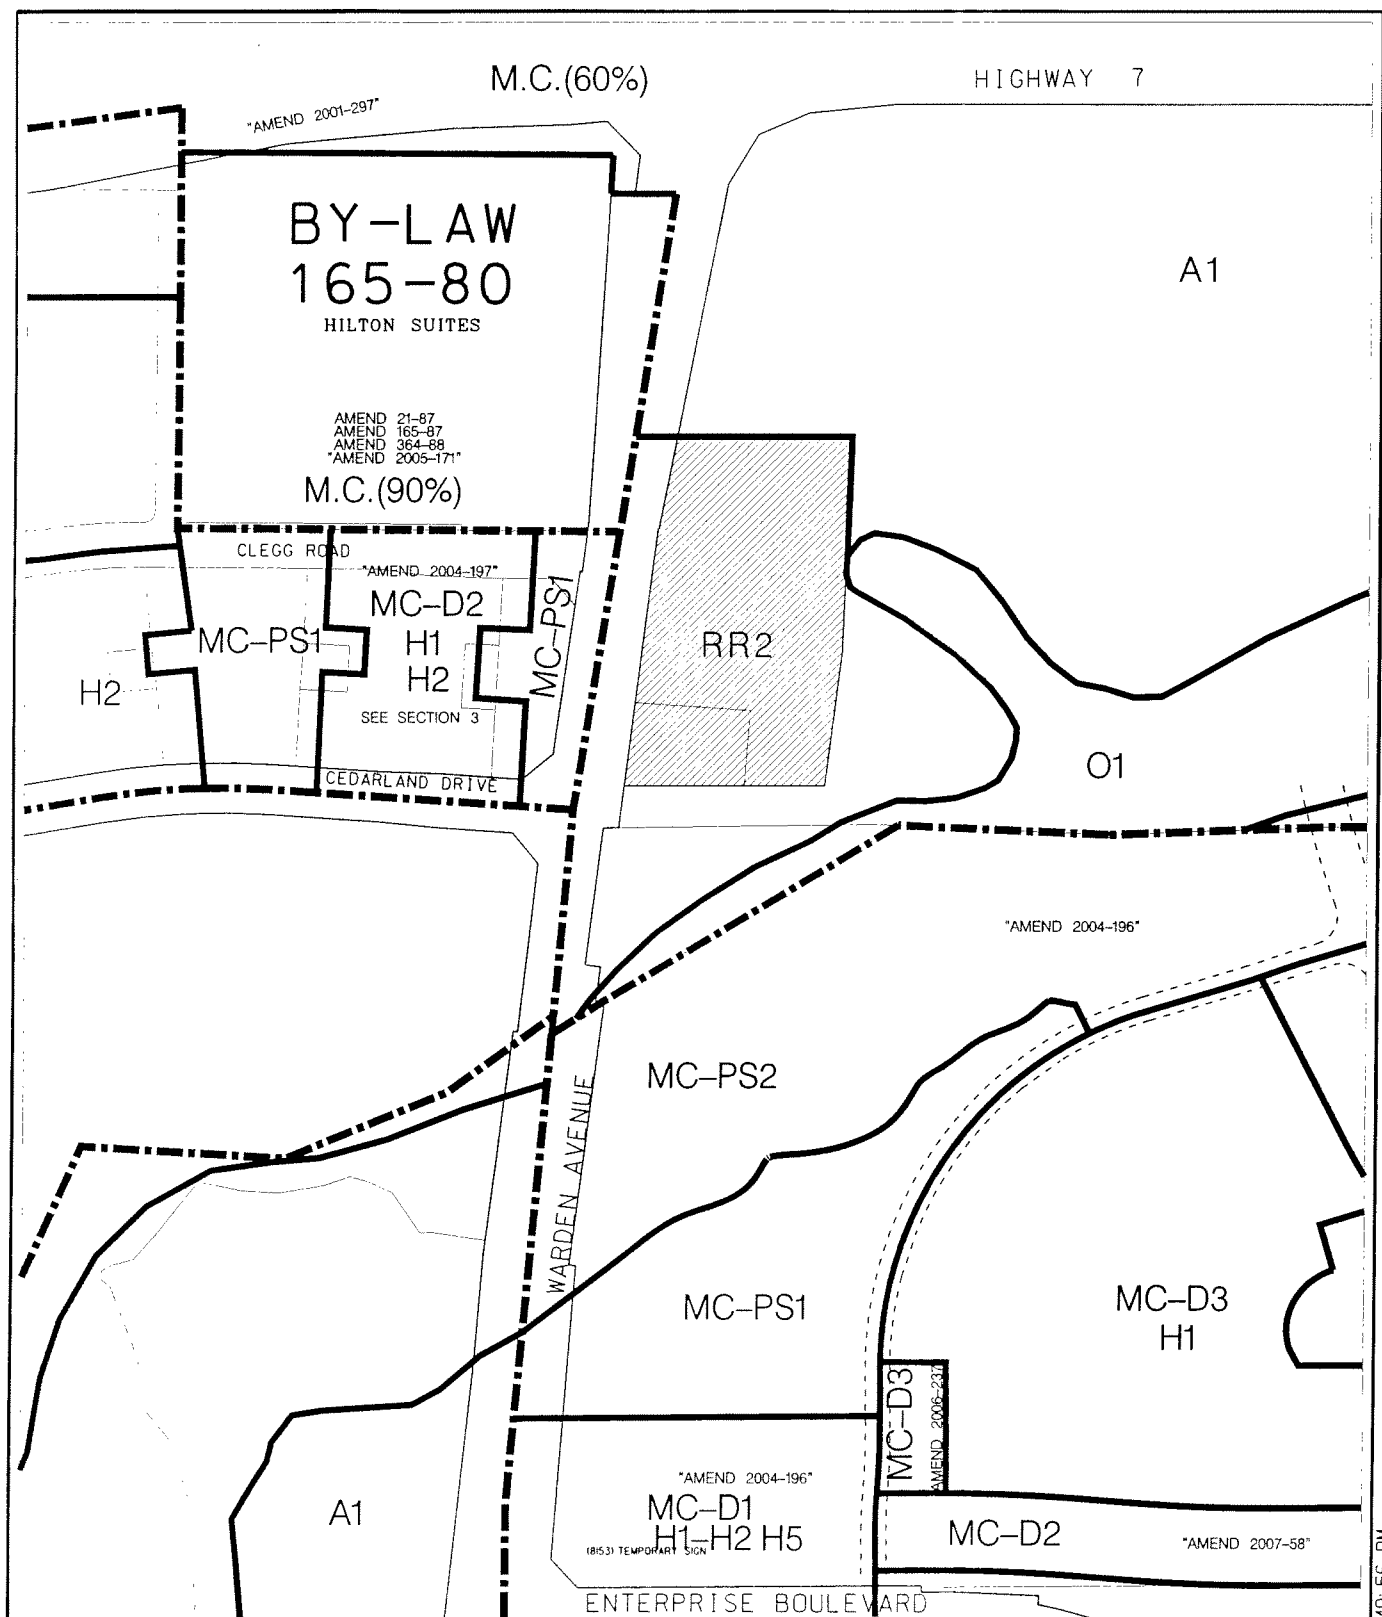 M.C.(60%)
HIGHWAY 7
"AMEND 2001-297"
BY-LAW
165-80
HILTON SUITES
A1
AMEND 21-87
AMEND 165-87
AMEND 364-88
"AMEND 2005-171"
M.C.(90%)
CLEGG ROAD
"AMEND 2004-197"
MC-D2
H1
H2
SEE SECTION 3
MC-PS1
MC-PS1
H2
RR2
O1
CEDARLAND DRIVE
"AMEND 2004-196"
MC-PS2
WARDEN AVENUE
MC-PS1
MC-D3
H1
MC-D3
AMEND 2006-237
"AMEND 2004-196"
MC-D1
H1-H2 H5
(8153) TEMPORARY SIGN
A1
MC-D2
"AMEND 2007-58"
ENTERPRISE BOULEVARD